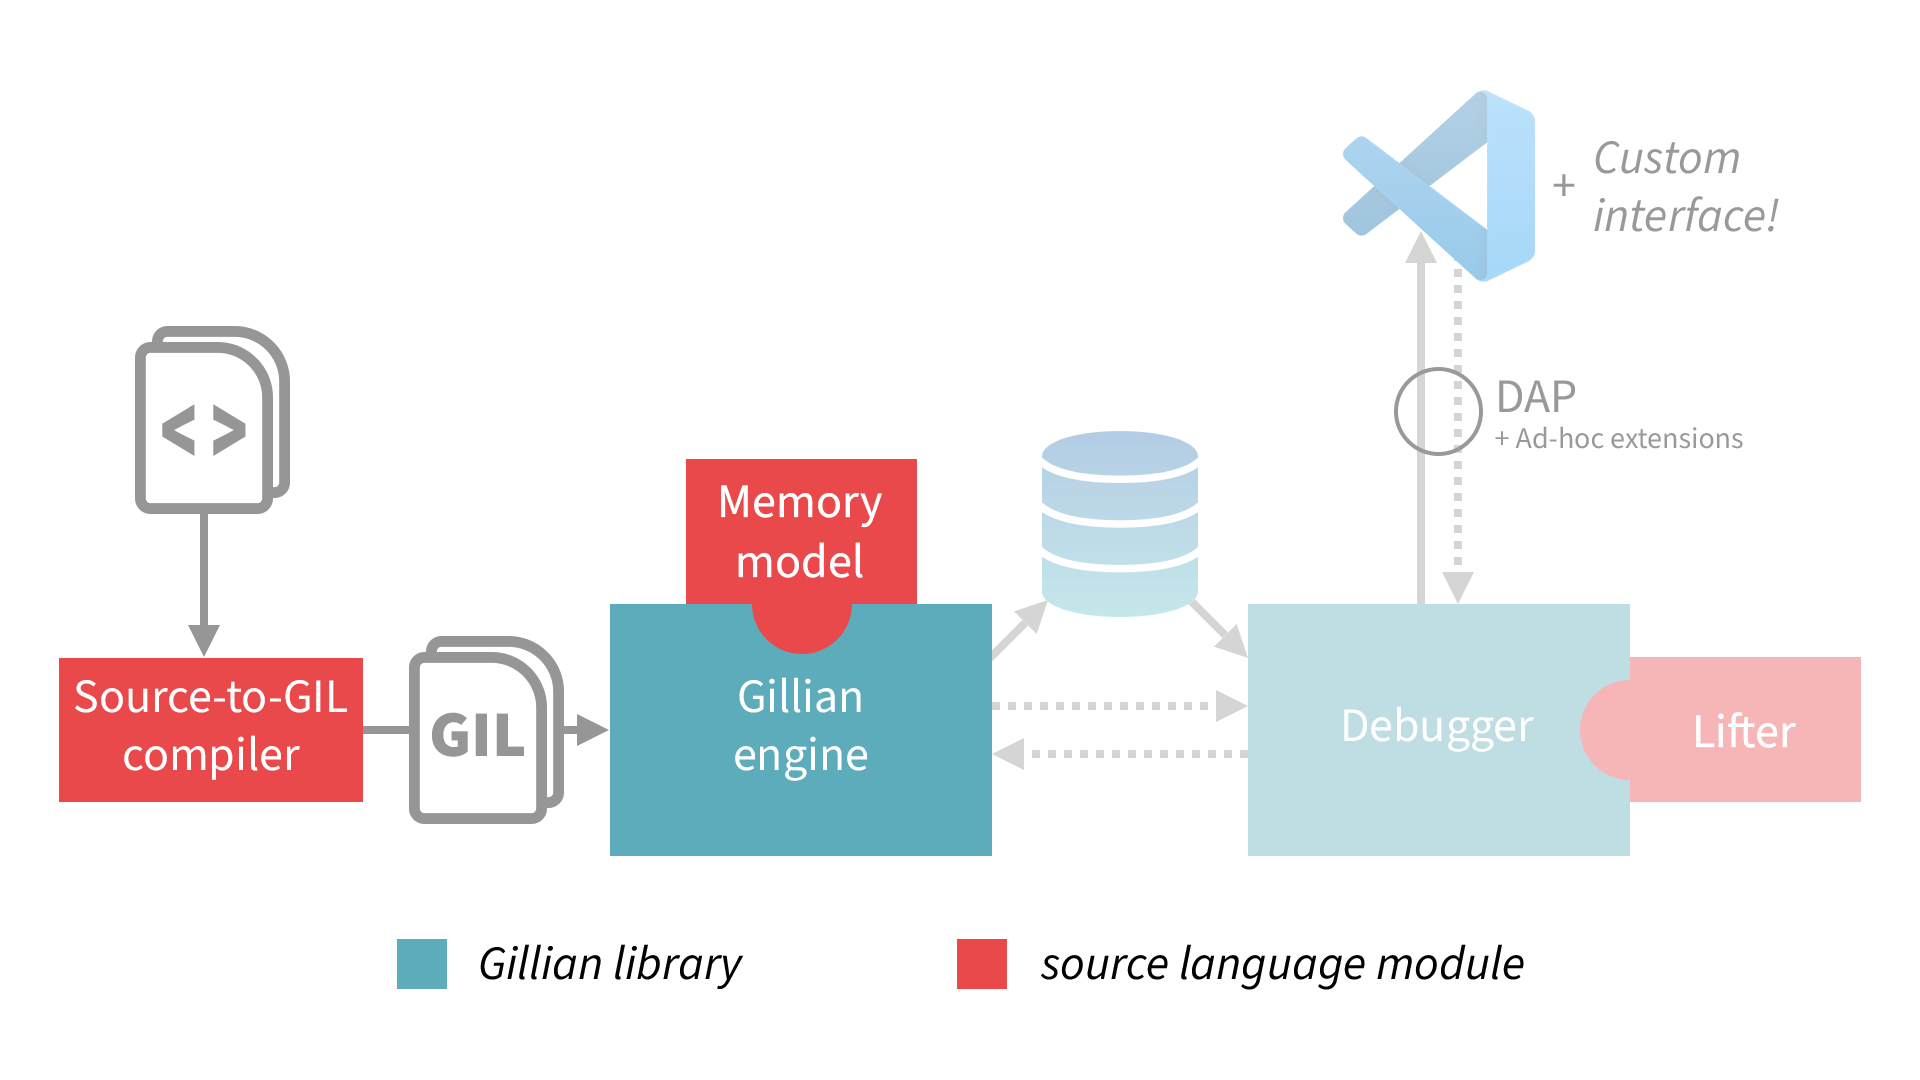 Custom
+ interface!
< >
DAP
+ Ad-hoc extensions
Memory
model
Source-to-GIL
compiler
GIL
Gillian
engine
Debugger
Lifter
Gillian library
source language module